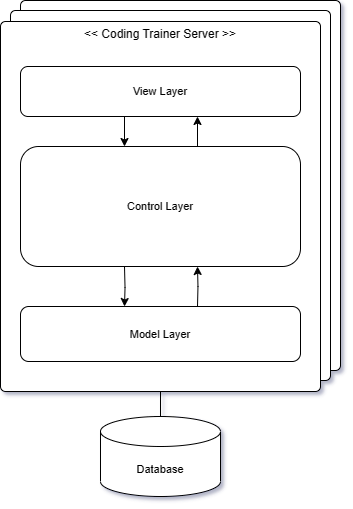 << Coding Trainer Server >>
View Layer
Control Layer
Model Layer
Database